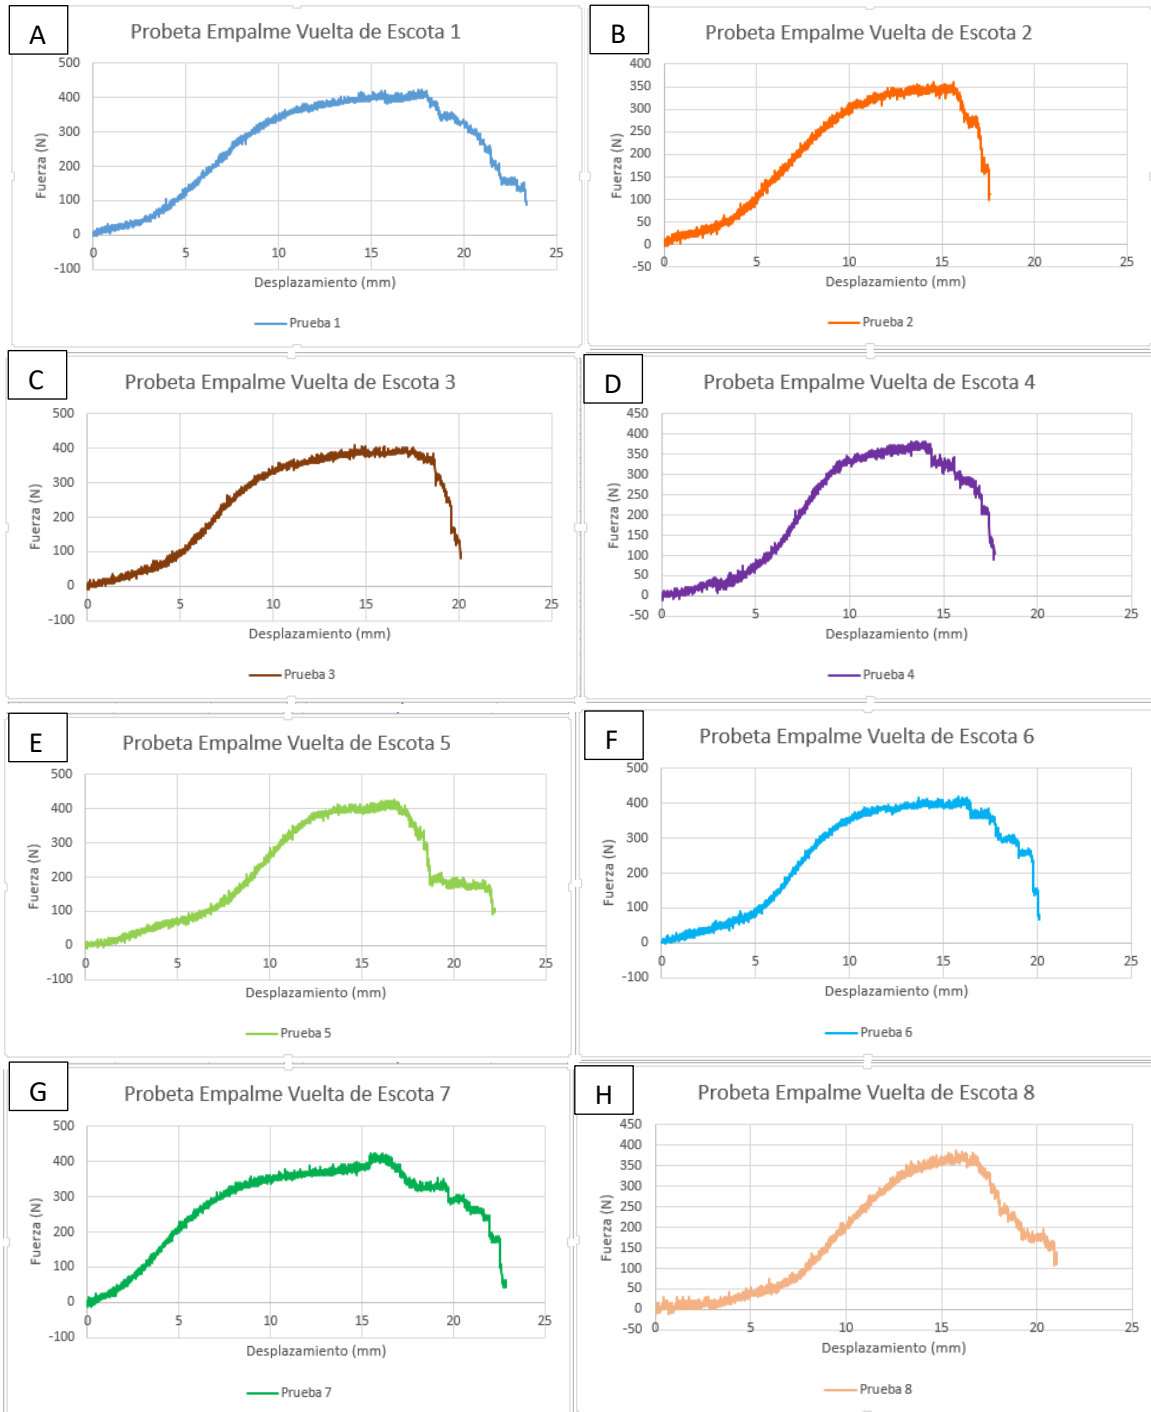 A
Probeta Empalme Vuelta de Escota 1
500
400
300
200
100
0
-100
0 5 10 15 20 25
Fuerza (N)
Desplazamiento (mm)
Prueba 1
B
Probeta Empalme Vuelta de Escota 2
400
350
300
250
200
150
100
50
0
-50
0 5 10 15 20 25
Fuerza (N)
Desplazamiento (mm)
Prueba 2
C
Probeta Empalme Vuelta de Escota 3
500
400
300
200
100
0
-100
0 5 10 15 20 25
Fuerza (N)
Desplazamiento (mm)
Prueba 3
D
Probeta Empalme Vuelta de Escota 4
450
400
350
300
250
200
150
100
50
0
-50
0 5 10 15 20 25
Fuerza (N)
Desplazamiento (mm)
Prueba 4
E
Probeta Empalme Vuelta de Escota 5
500
400
300
200
100
0
-100
0 5 10 15 20 25
Fuerza (N)
Desplazamiento (mm)
Prueba 5
F
Probeta Empalme Vuelta de Escota 6
500
400
300
200
100
0
-100
0 5 10 15 20 25
Fuerza (N)
Desplazamiento (mm)
Prueba 6
G
Probeta Empalme Vuelta de Escota 7
500
400
300
200
100
0
-100
0 5 10 15 20 25
Fuerza (N)
Desplazamiento (mm)
Prueba 7
H
Probeta Empalme Vuelta de Escota 8
450
400
350
300
250
200
150
100
50
0
-50
0 5 10 15 20 25
Fuerza (N)
Desplazamiento (mm)
Prueba 8